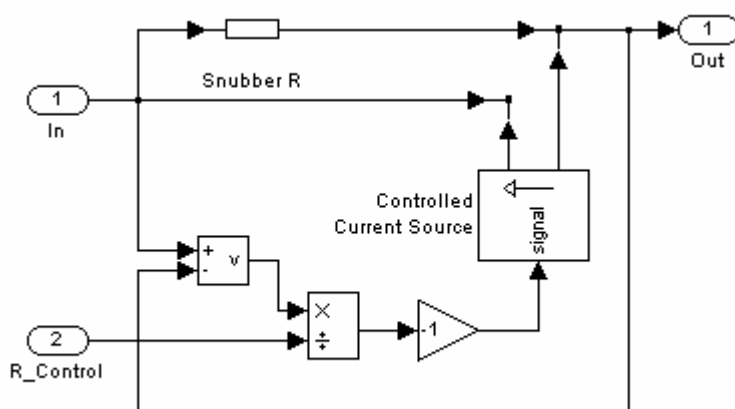 1
Out
Snubber R
1
In
Controlled
Current Source
signal
+
-
v
×
÷
-1
2
R_Control